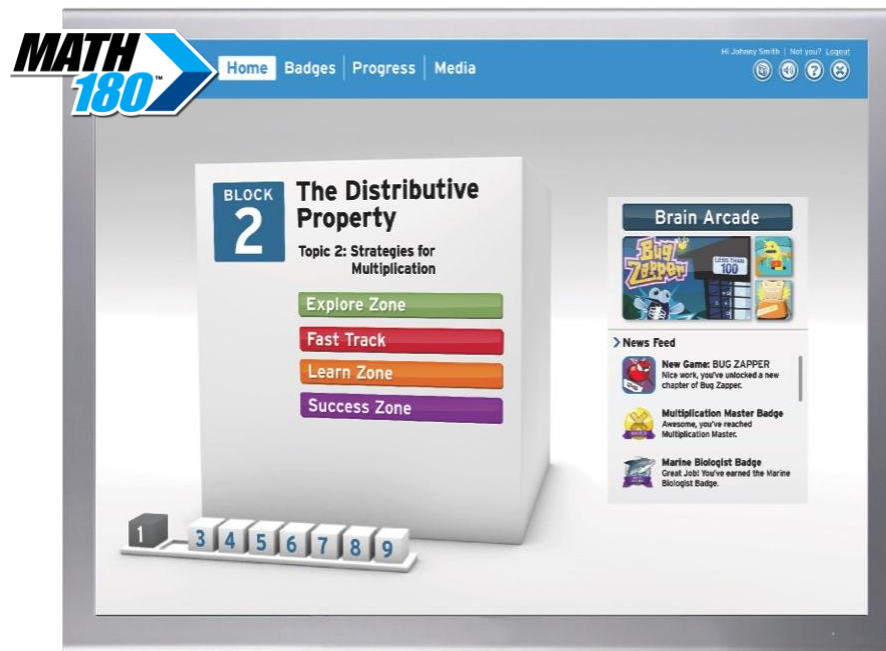 MATH
180™
Home
Badges
Progress
Media
Hi Johnny Smith | Not you? Logout
?
BLOCK
2
The Distributive
Property
Topic 2: Strategies for
Multiplication
Explore Zone
Fast Track
Learn Zone
Success Zone
1
3
4
5
6
7
8
9
Brain Arcade
Bug
Zapper
LESS THAN
100
News Feed
New Game: BUG ZAPPER
Nice work, you've unlocked a new
chapter of Bug Zapper.
Multiplication Master Badge
Awesome, you've reached
Multiplication Master.
Marine Biologist Badge
Great Job! You've earned the Marine
Biologist Badge.